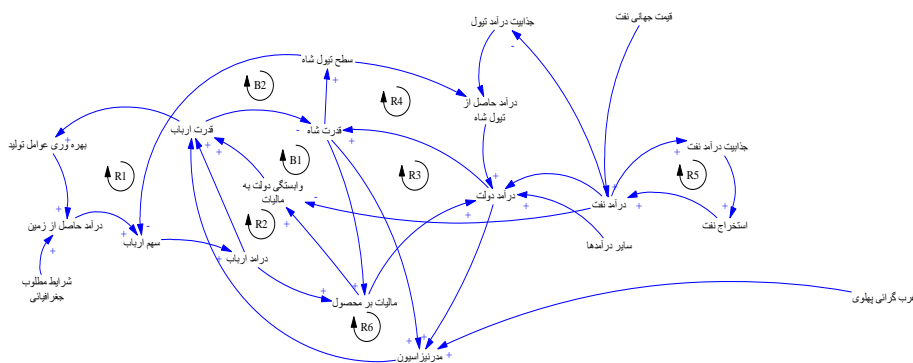 قیمت جهانی نفت
جذابیت درآمد تیول
سطح تیول شاه
B2
R4
درآمد حاصل از
تیول شاه
قدرت ارباب
قدرت شاه
بهره وری عوامل تولید
جذابیت درآمد نفت
B1
R1
R3
R5
وابستگی دولت به
مالیات
درآمد دولت
درآمد نفت
درآمد حاصل از زمین
R2
استخراج نفت
سهم ارباب
سایر درآمدها
درامد ارباب
شرایط مطلوب
جغرافیائی
مالیات بر محصول
غرب گرائی پهلوی
R6
مدرنیزاسیون